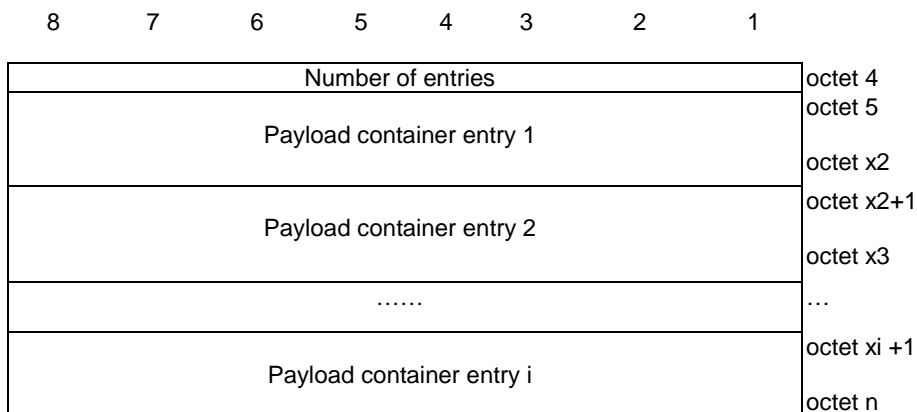 8 7 6 5 4 3 2 1
Number of entries octet 4
octet 5
Payload container entry 1
octet x2
octet x2+1
Payload container entry 2
octet x3
…… …
octet xi +1
Payload container entry i
octet n